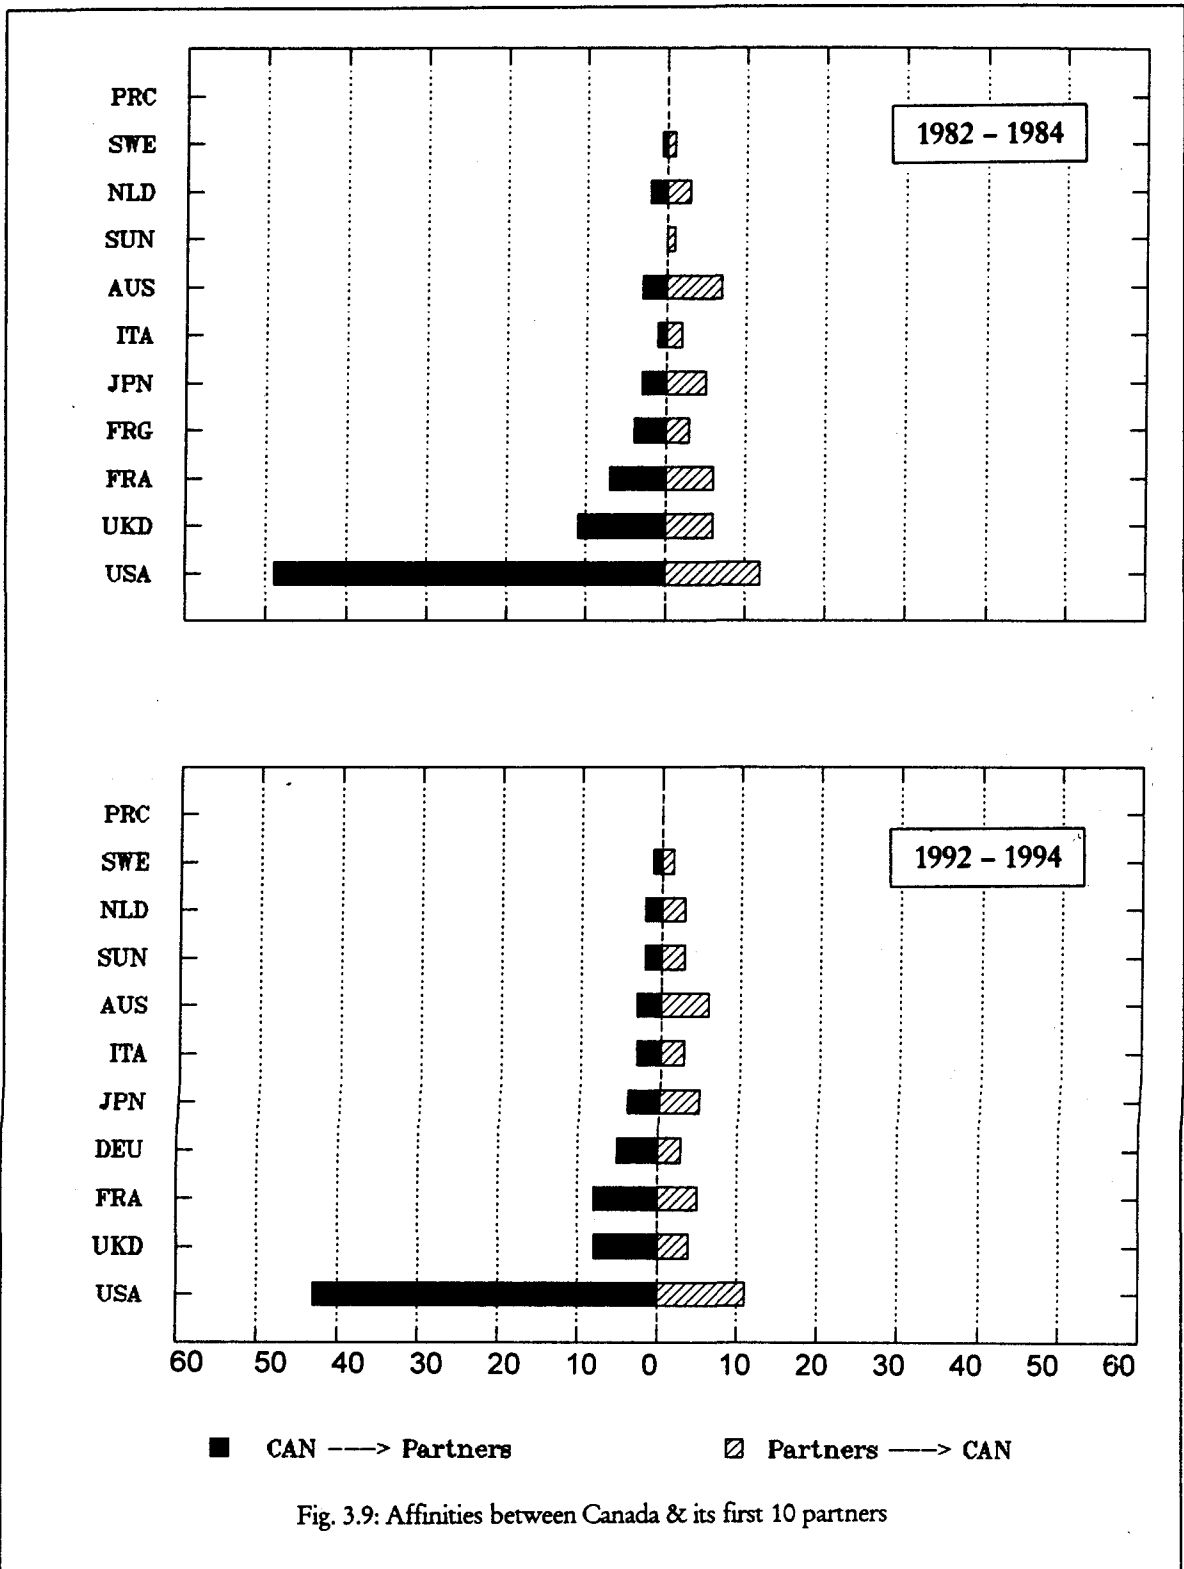 PRC
SWE
NLD
SUN
AUS
ITA
JPN
FRG
FRA
UKD
USA
1982 – 1984
PRC
SWE
NLD
SUN
AUS
ITA
JPN
DEU
FRA
UKD
USA
1992 – 1994
60 50 40 30 20 10 0 10 20 30 40 50 60
CAN ---> Partners
Partners ---> CAN
Fig. 3.9: Affinities between Canada & its first 10 partners